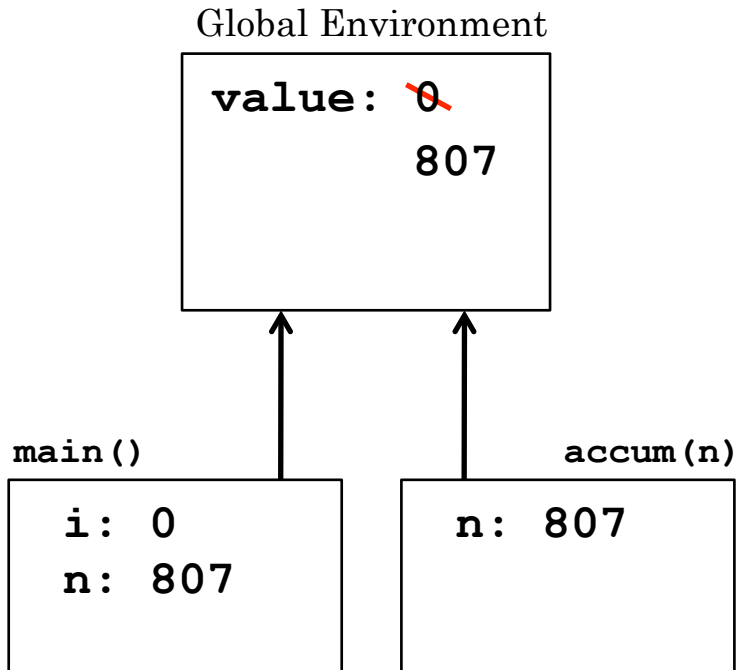 Global Environment
value: 0
807
main()
i: 0
n: 807
accum(n)
n: 807